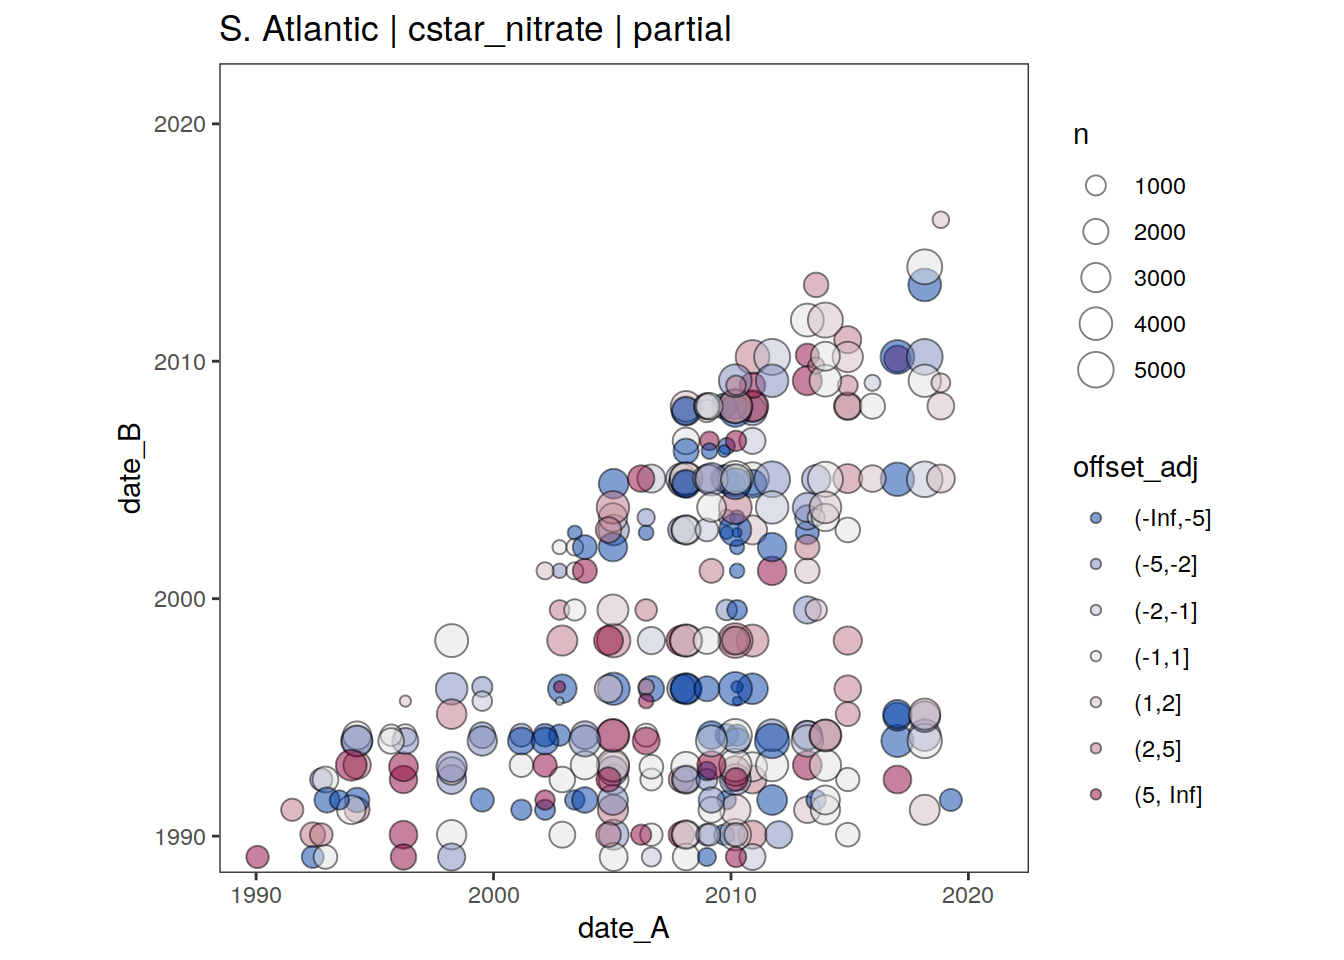 S. Atlantic | cstar_nitrate | partial
2020
2010
2000
1990
1990
2000
2010
2020
date_A
date_B
n
1000
2000
3000
4000
5000
offset_adj
(-Inf,-5]
(-5,-2]
(-2,-1]
(-1,1]
(1,2]
(2,5]
(5, Inf]